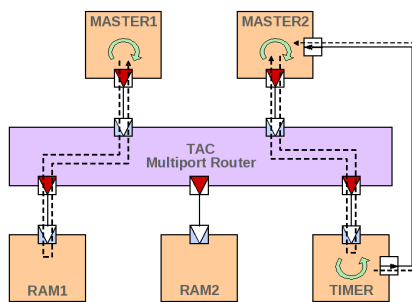 MASTER1
MASTER2
TAC
Multiport Router
RAM1
RAM2
TIMER